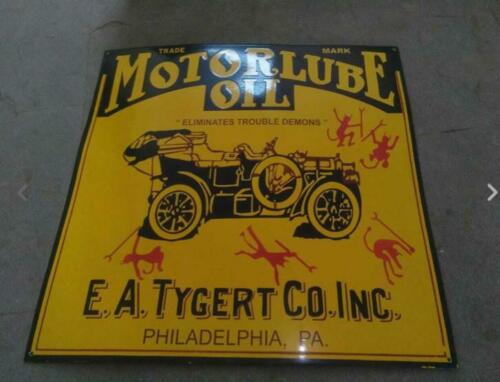 TRADE MARK
MOTORLUBE
OIL
"ELIMINATES TROUBLE DEMONS"
E.A. TYGERT CO. INC.
PHILADELPHIA, PA.